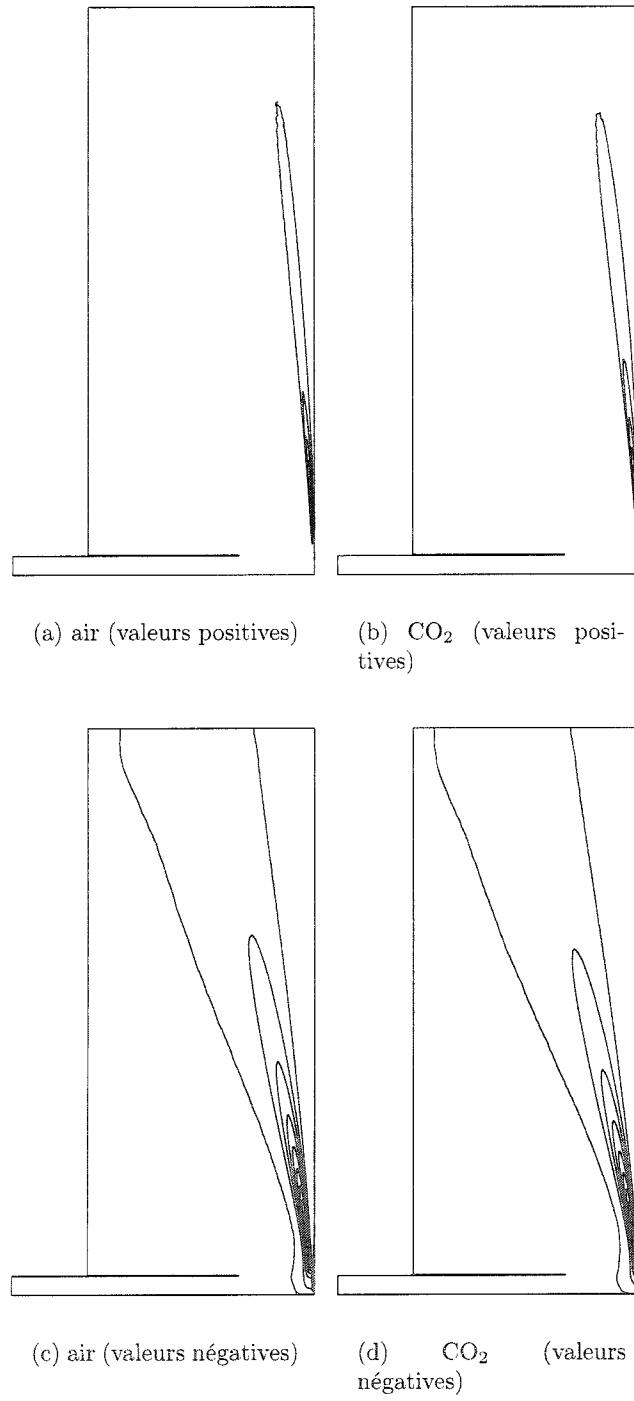 (a) air (valeurs positives)
(b) CO₂ (valeurs posi-
tives)
(c) air (valeurs négatives)
(d) CO₂ (valeurs
négatives)